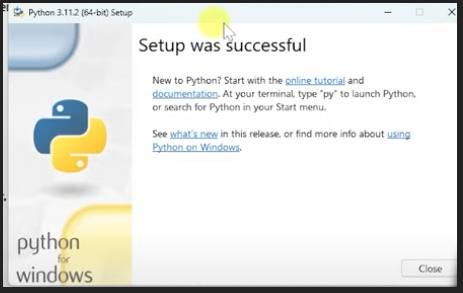 Python 3.11.2 (64-bit) Setup
Setup was successful
New to Python? Start with the online tutorial and
documentation. At your terminal, type "py" to launch Python,
or search for Python in your Start menu.
See what's new in this release, or find more info about using
Python on Windows.
python
for
windows
Close